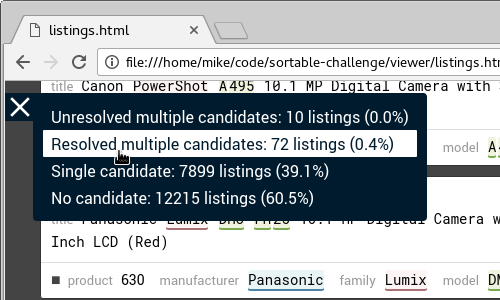 listings.html
file:///home/mike/code/sortable-challenge/viewer/listings.ht
title Canon PowerShot A495 10.1 MP Digital Camera with
Unresolved multiple candidates: 10 listings (0.0%)
Resolved multiple candidates: 72 listings (0.4%)
model A
Single candidate: 7899 listings (39.1%)
No candidate: 12215 listings (60.5%)
title Panasonic Lumix 10.1 MP Digital Camera w
Inch LCD (Red)
product 630 manufacturer Panasonic family Lumix model DM